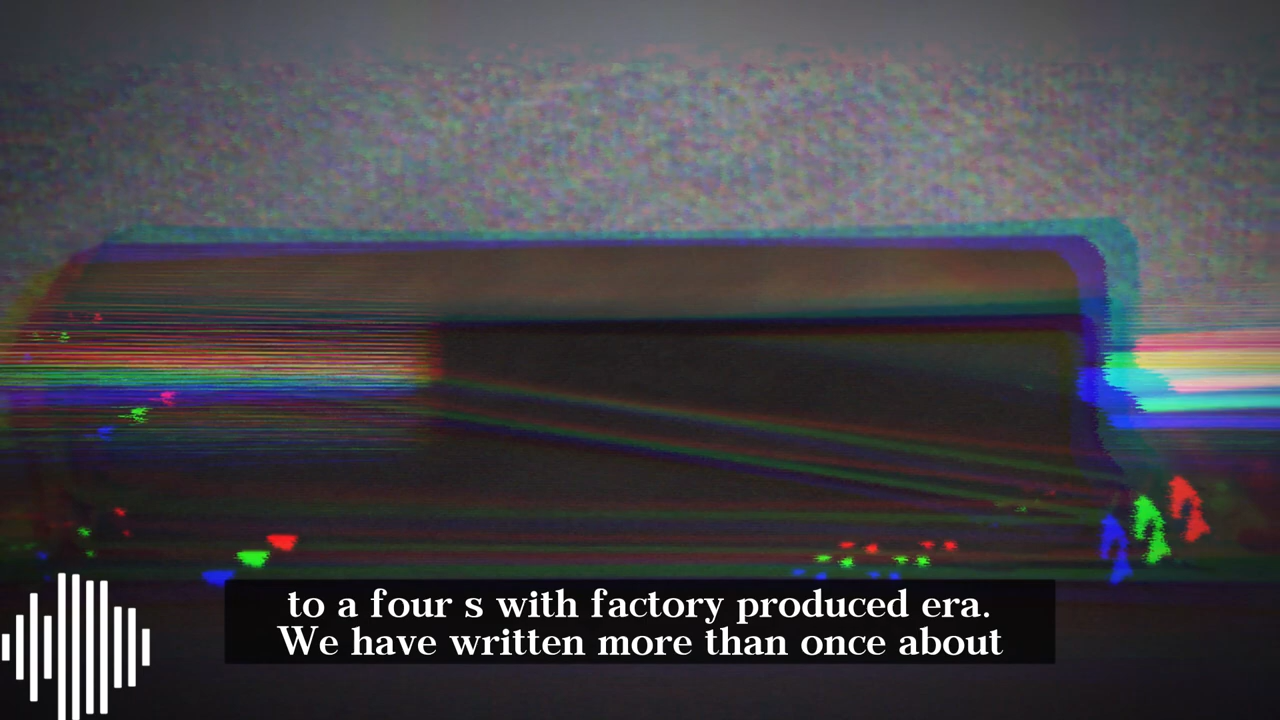 to a four s with factory produced era.
We have written more than once about